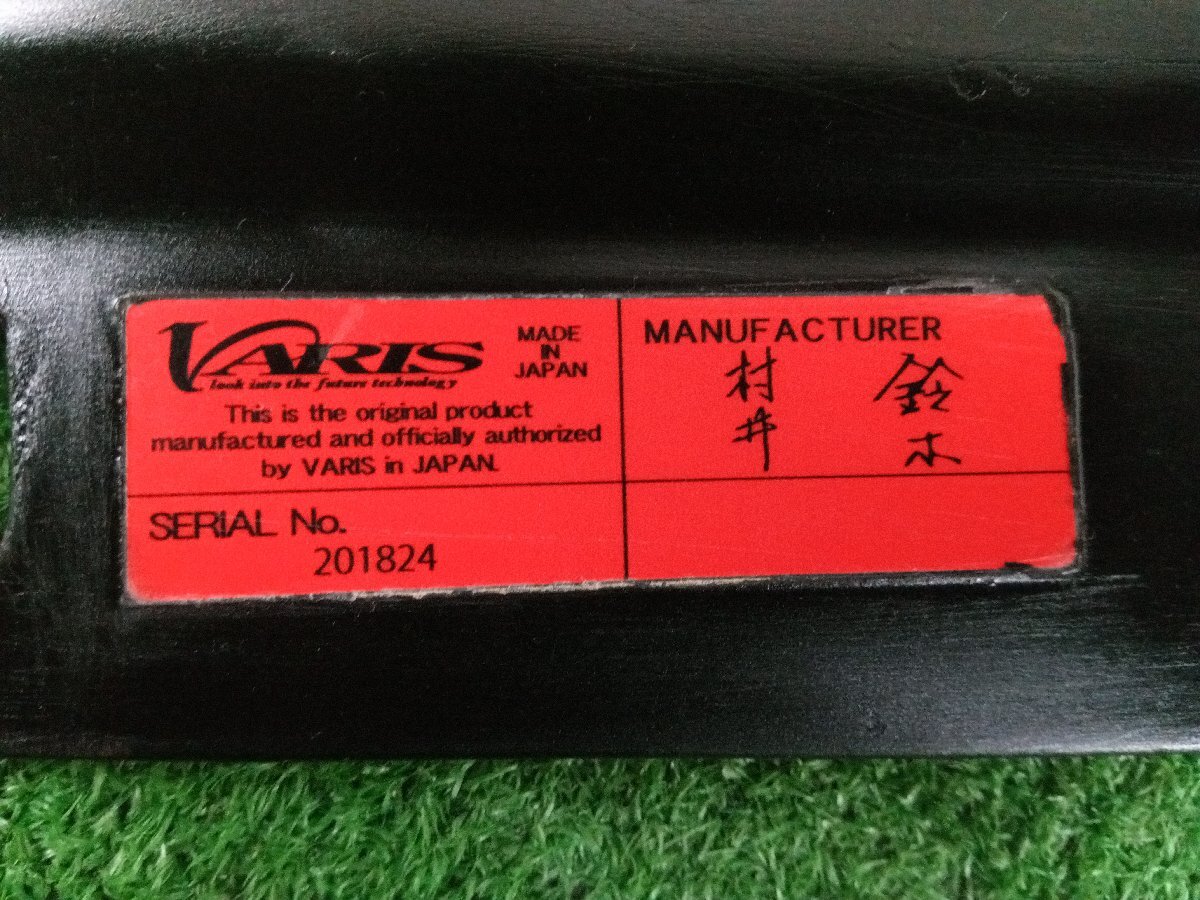 VARIS
look into the future technology
MADE
IN
JAPAN
This is the original product
manufactured and officially authorized
by VARIS in JAPAN.
SERIAL No.
201824
MANUFACTURER
鈴木
村井